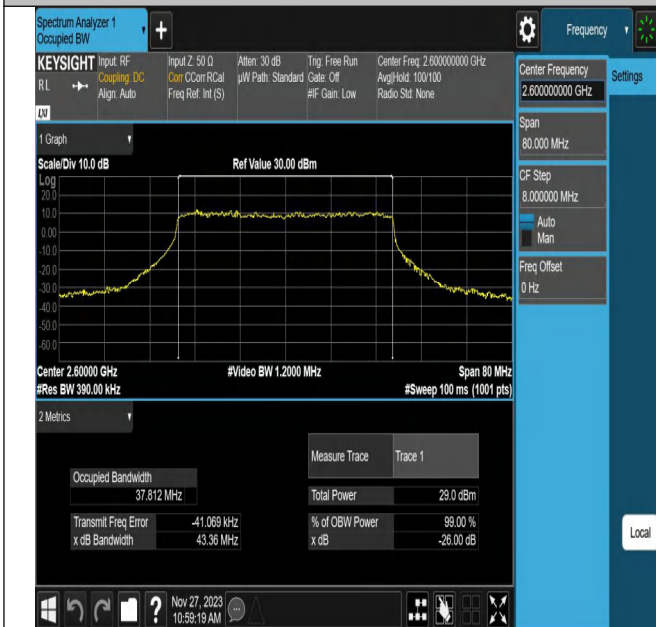 Spectrum Analyzer 1
Occupied BW
Frequency
KEYSIGHT Input: RF Input Z: 50 Ω Atten: 30 dB Trig: Free Run Center Freq: 2.600000000 GHz
RL Coupling: DC Corr CCorr RCal µW Path: Standard Gate: Off Avg|Hold: 100/100
Align: Auto Freq Ref: Int (S) #IF Gain: Low Radio Std: None
LXI
Center Frequency
2.600000000 GHz
Settings
Span
80.000 MHz
CF Step
8.000000 MHz
Auto
Man
Freq Offset
0 Hz
1 Graph
Scale/Div 10.0 dB Ref Value 30.00 dBm
Log
20.0
10.0
0.00
-10.0
-20.0
-30.0
-40.0
-50.0
-60.0
Center 2.60000 GHz #Video BW 1.2000 MHz Span 80 MHz
#Res BW 390.00 kHz #Sweep 100 ms (1001 pts)
2 Metrics
Measure Trace Trace 1
Occupied Bandwidth
37.812 MHz
Total Power 29.0 dBm
Transmit Freq Error -41.069 kHz % of OBW Power 99.00 %
x dB Bandwidth 43.36 MHz x dB -26.00 dB
Local
Nov 27, 2023
10:59:19 AM